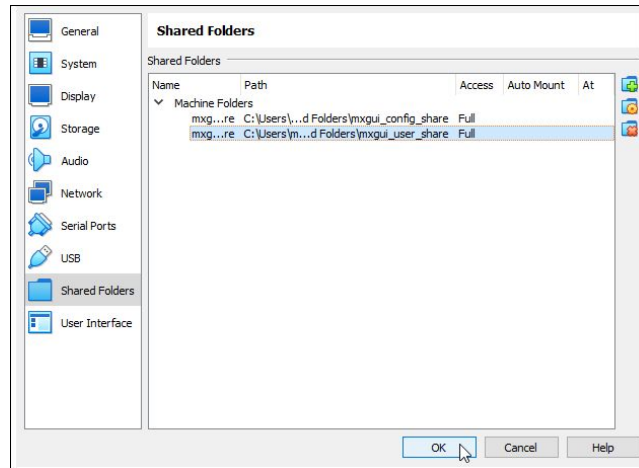 General
System
Display
Storage
Audio
Network
Serial Ports
USB
Shared Folders
User Interface
Shared Folders
Shared Folders
Name Path Access Auto Mount At
Machine Folders
mxg...re C:\Users\...d Folders\mxgui_config_share Full
mxg...re C:\Users\m...d Folders\mxgui_user_share Full
OK Cancel Help